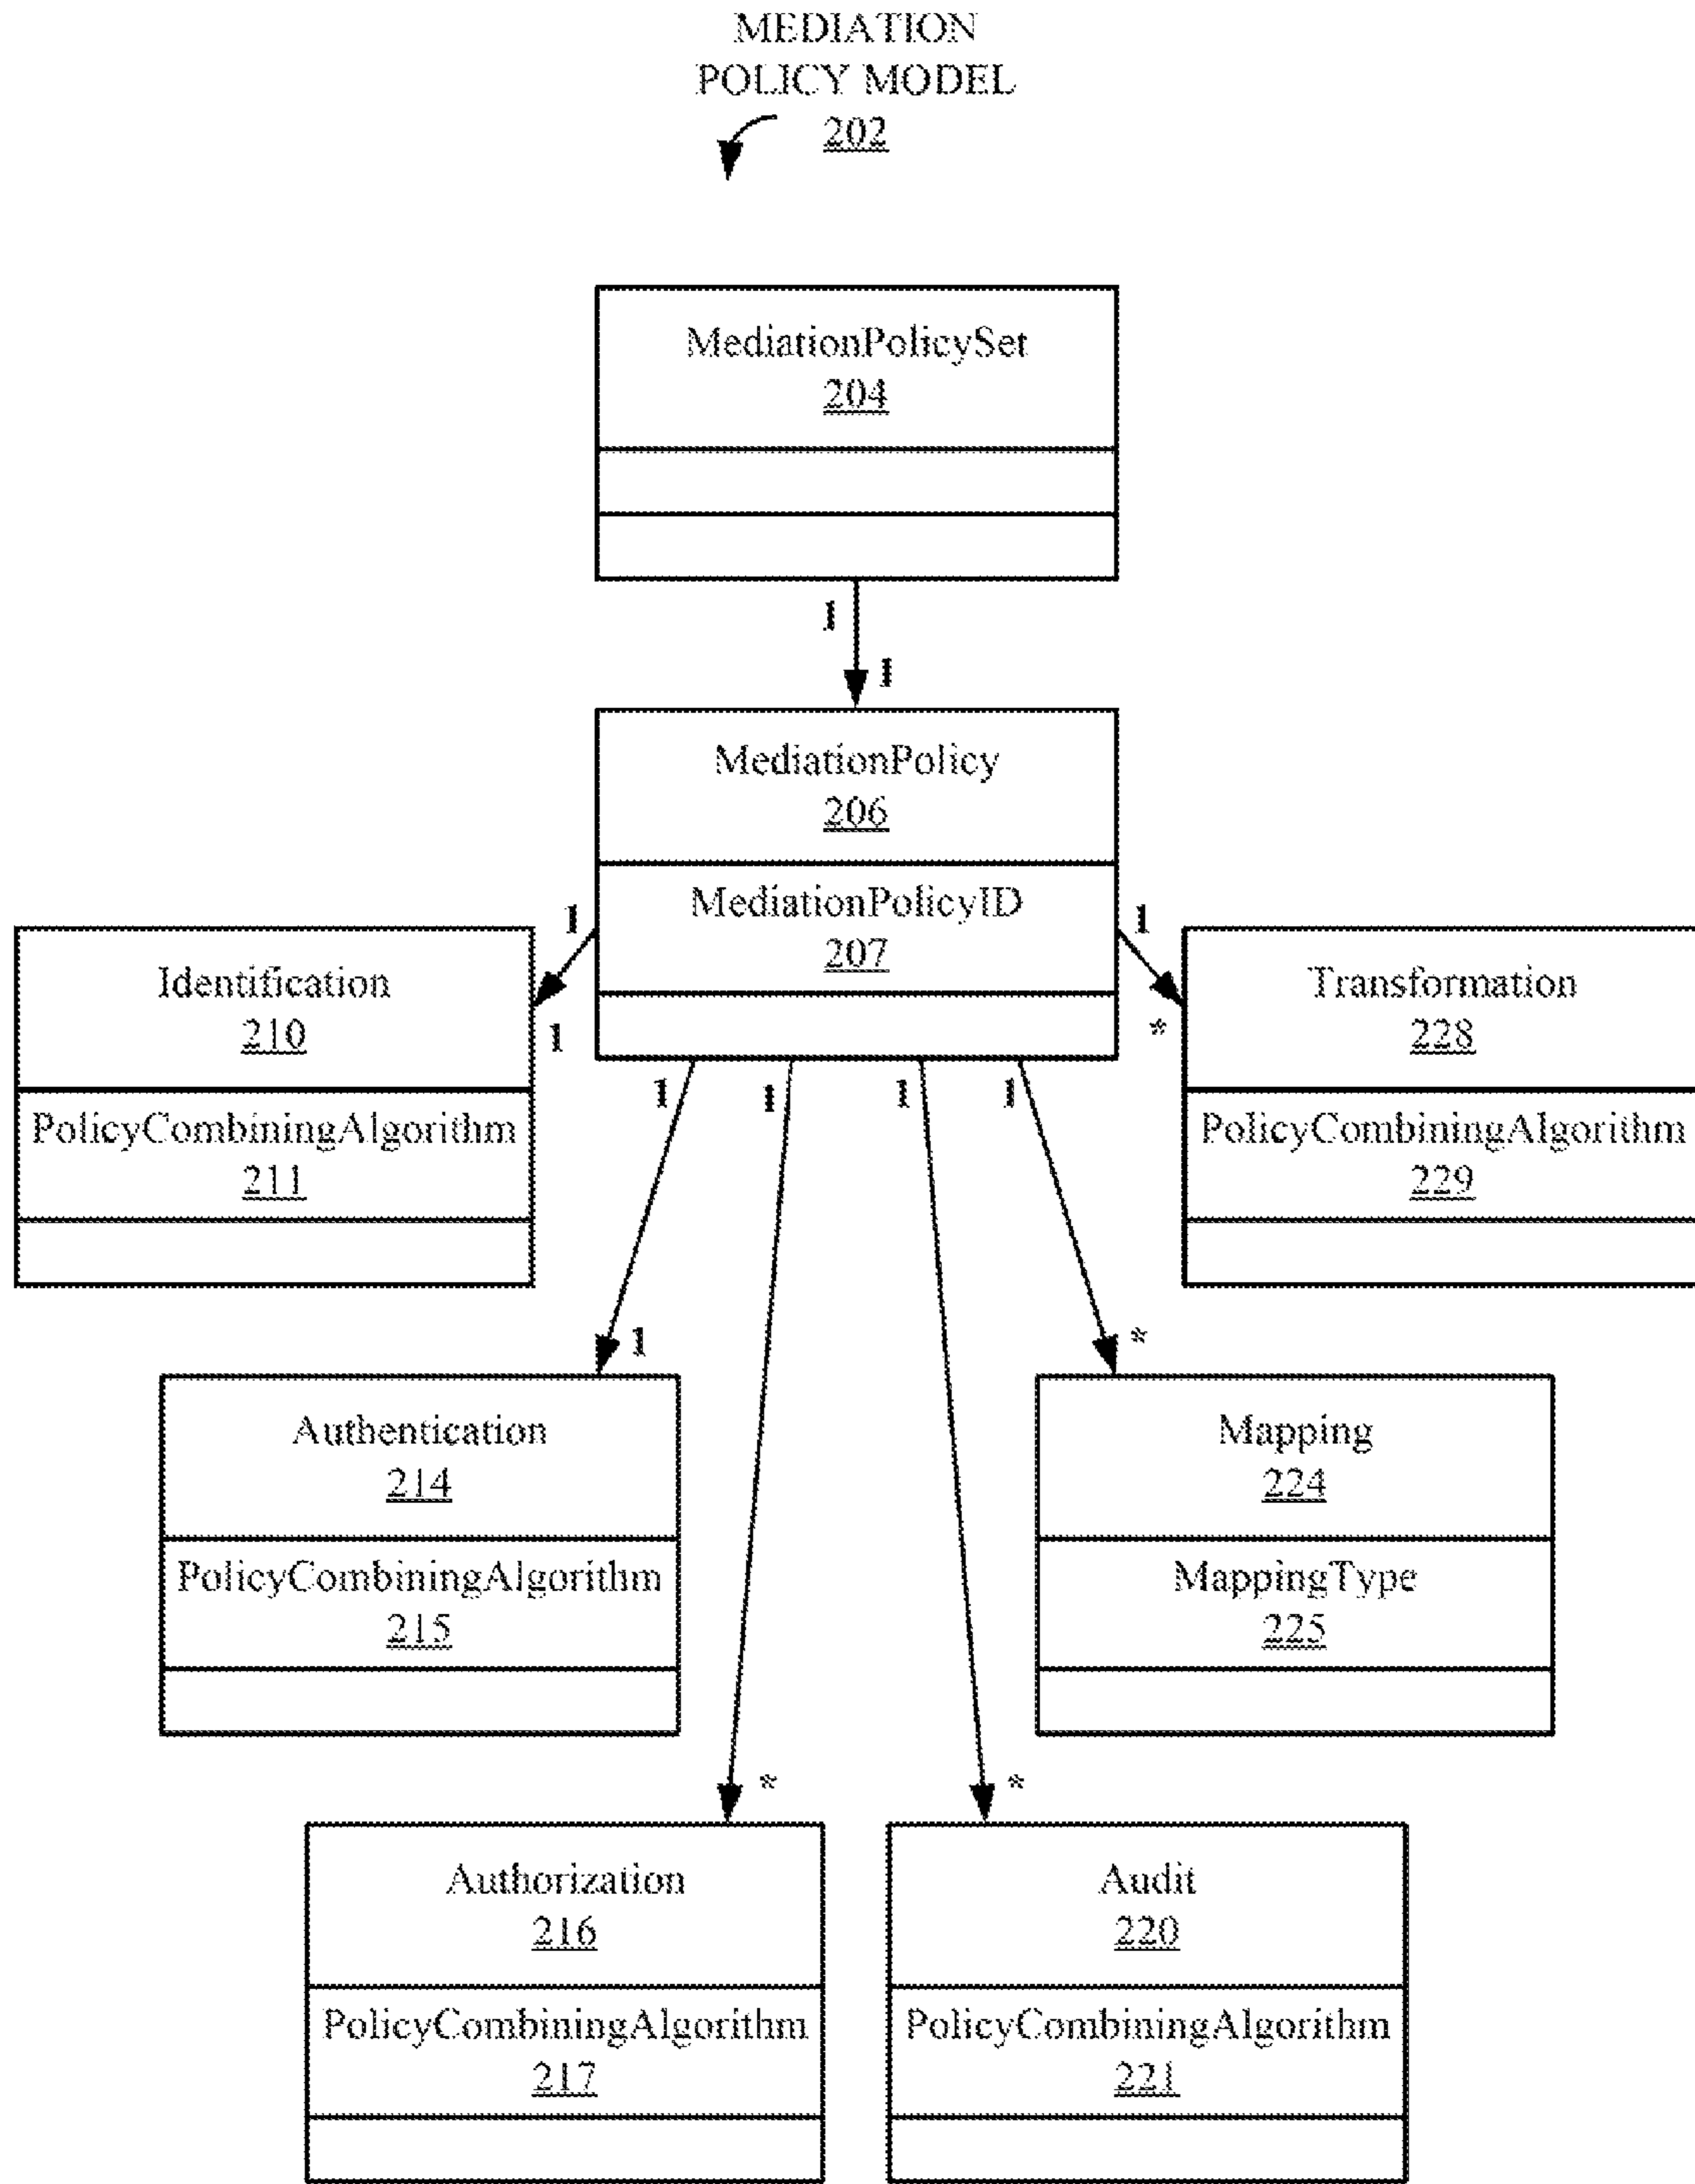 MEDIATION
POLICY MODEL
202
MediationPolicySet
204
1
1
MediationPolicy
206
MediationPolicyID
207
1
1
1
*
Identification
210
PolicyCombiningAlgorithm
211
Transformation
228
PolicyCombiningAlgorithm
229
1
1
1
1
1
*
Authentication
214
PolicyCombiningAlgorithm
215
Mapping
224
MappingType
225
*
*
Authorization
216
PolicyCombiningAlgorithm
217
Audit
220
PolicyCombiningAlgorithm
221